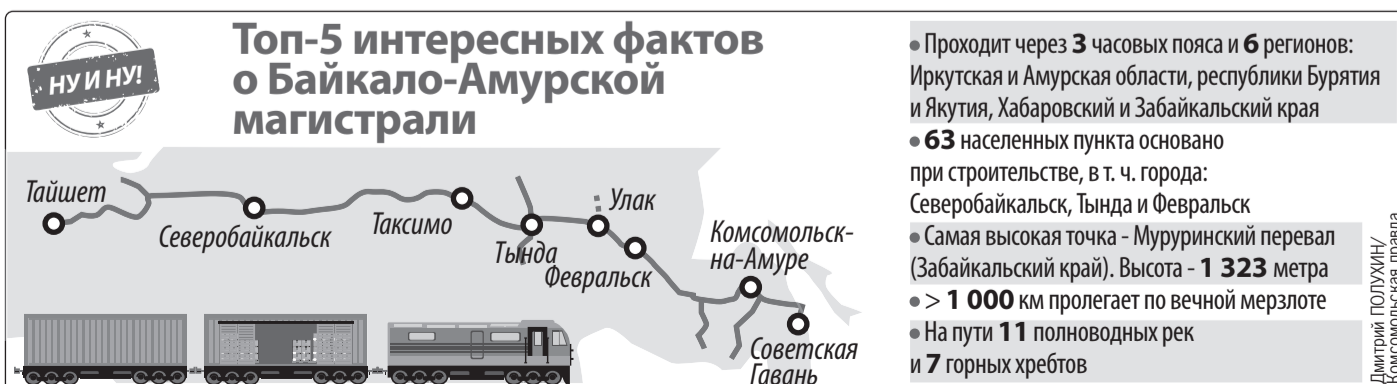 НУ И НУ!
Топ-5 интересных фактов
о Байкало-Амурской
магистрали
Тайшет
Северобайкальск
Таксимо
Тында
Улак
Февральск
Комсомольск-
на-Амуре
Советская
Гавань
• Проходит через 3 часовых пояса и 6 регионов:
Иркутская и Амурская области, республики Бурятия
и Якутия, Хабаровский и Забайкальский края
• 63 населенных пункта основано
при строительстве, в т. ч. города:
Северобайкальск, Тында и Февральск
• Самая высокая точка - Муруринский перевал
(Забайкальский край). Высота - 1 323 метра
• > 1 000 км пролегает по вечной мерзлоте
• На пути 11 полноводных рек
и 7 горных хребтов
Дмитрий ПОЛУХИН/
Комсомольская правда